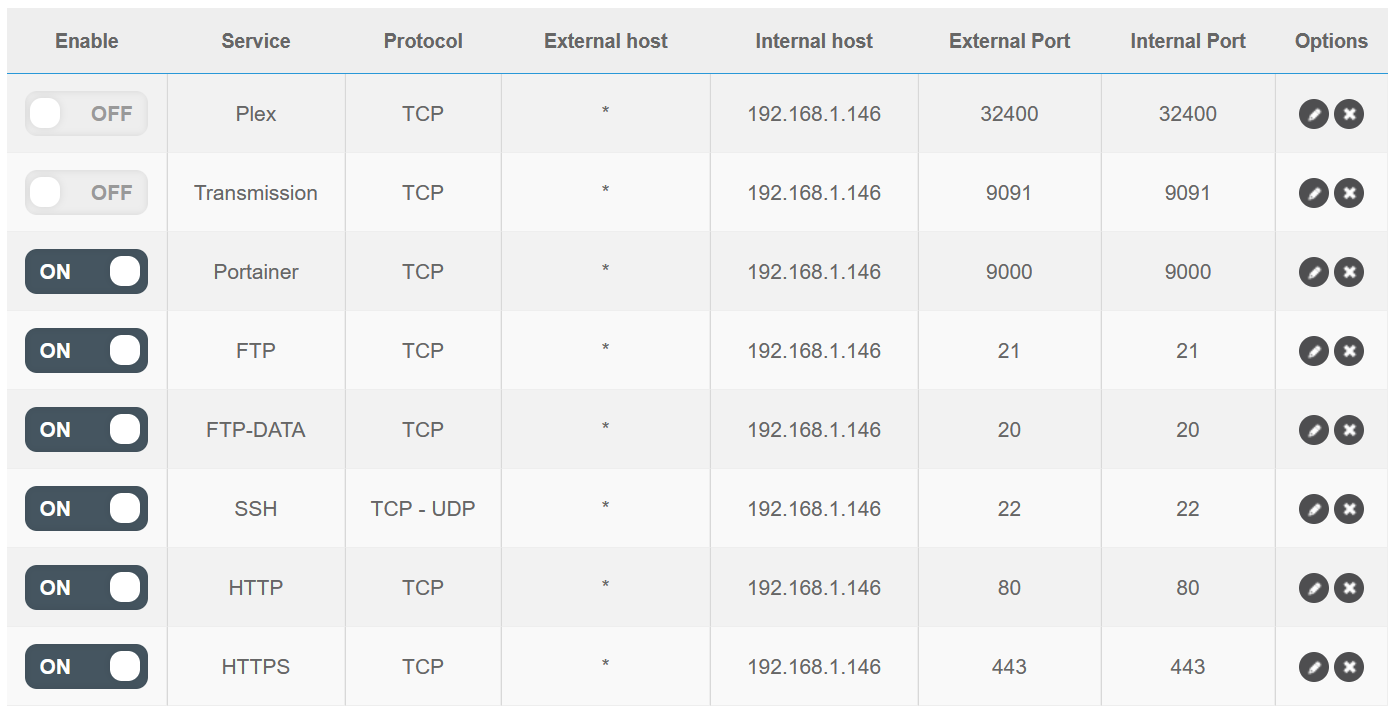 Enable Service Protocol External host Internal host External Port Internal Port Options
OFF Plex TCP * 192.168.1.146 32400 32400
OFF Transmission TCP * 192.168.1.146 9091 9091
ON Portainer TCP * 192.168.1.146 9000 9000
ON FTP TCP * 192.168.1.146 21 21
ON FTP-DATA TCP * 192.168.1.146 20 20
ON SSH TCP - UDP * 192.168.1.146 22 22
ON HTTP TCP * 192.168.1.146 80 80
ON HTTPS TCP * 192.168.1.146 443 443